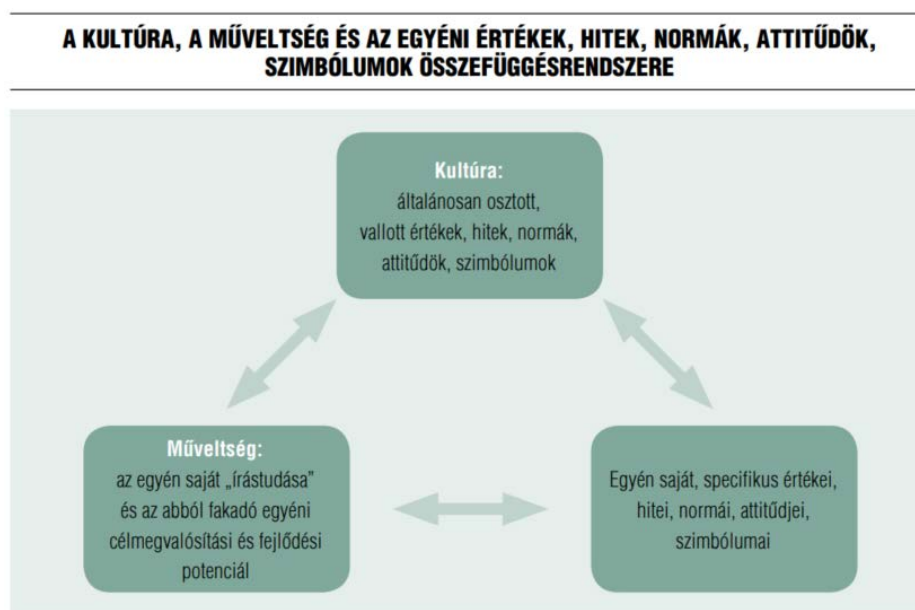 A KULTÚRA, A MŰVELTSÉG ÉS AZ EGYÉNI ÉRTÉKEK, HITEK, NORMÁK, ATTITŰDÖK,
SZIMBÓLUMOK ÖSSZEFÜGGÉSRENDSZERE
Kultúra:
általánosan osztott,
vallott értékek, hitek, normák,
attitűdök, szimbólumok
Műveltség:
az egyén saját „írástudása”
és az abból fakadó egyéni
célmegvalósítási és fejlődési
potenciál
Egyén saját, specifikus értékei,
hitei, normái, attitűdjei,
szimbólumai